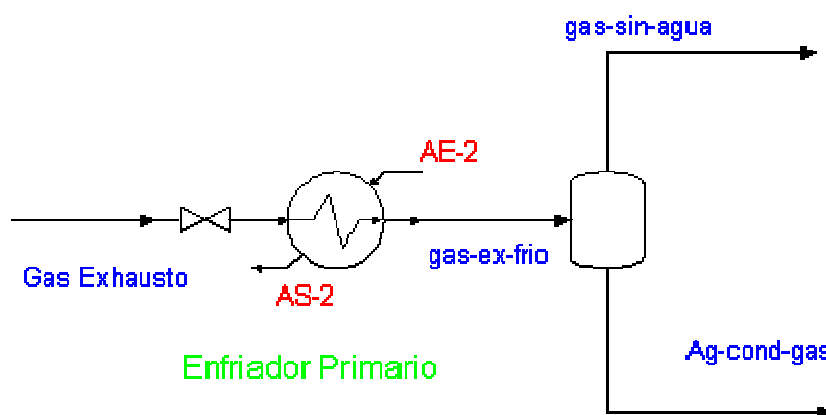 gas-sin-agua
AE-2
gas-ex-frio
Gas Exhausto
AS-2
Ag-cond-gas
Enfriador Primario